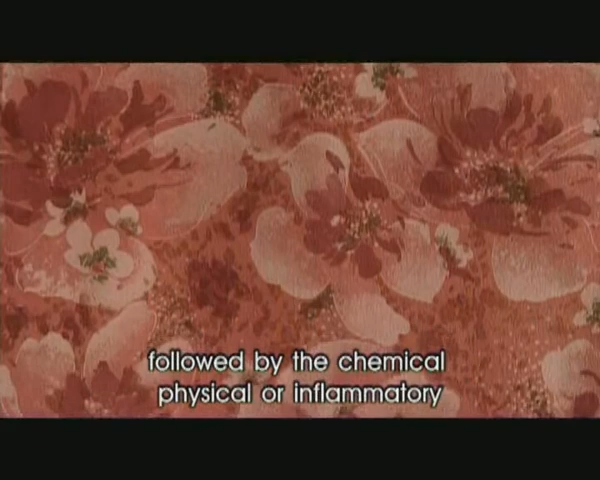 followed by the chemical
physical or inflammatory